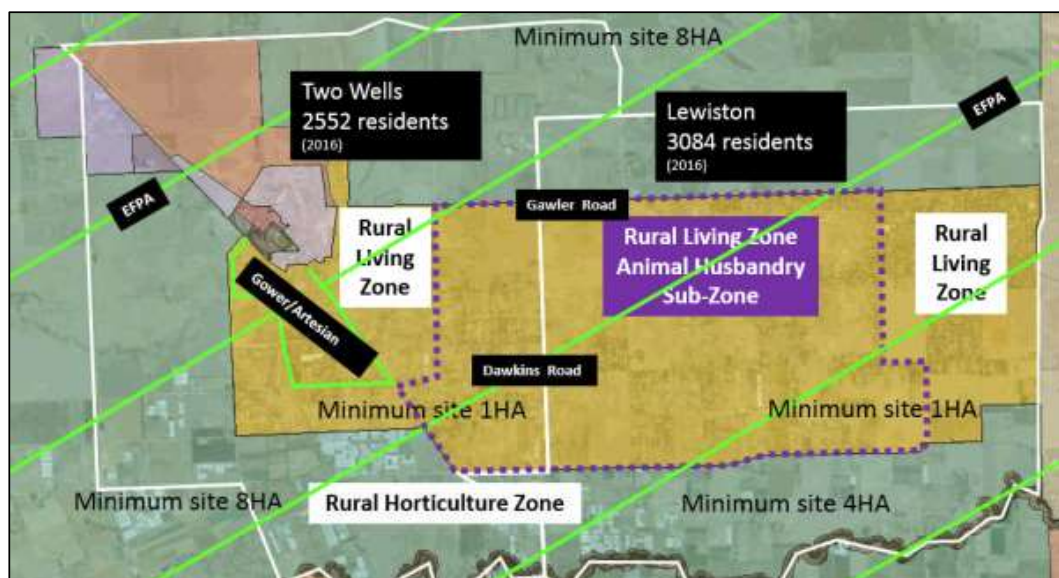 Minimum site 8HA
Two Wells
2552 residents
(2016)
Lewiston
3084 residents
(2016)
EFPA
EFPA
Gawler Road
Rural
Living
Zone
Rural Living Zone
Animal Husbandry
Sub-Zone
Rural
Living
Zone
Gower/Artesian
Dawkins Road
Minimum site 1HA
Minimum site 1HA
Minimum site 8HA
Rural Horticulture Zone
Minimum site 4HA